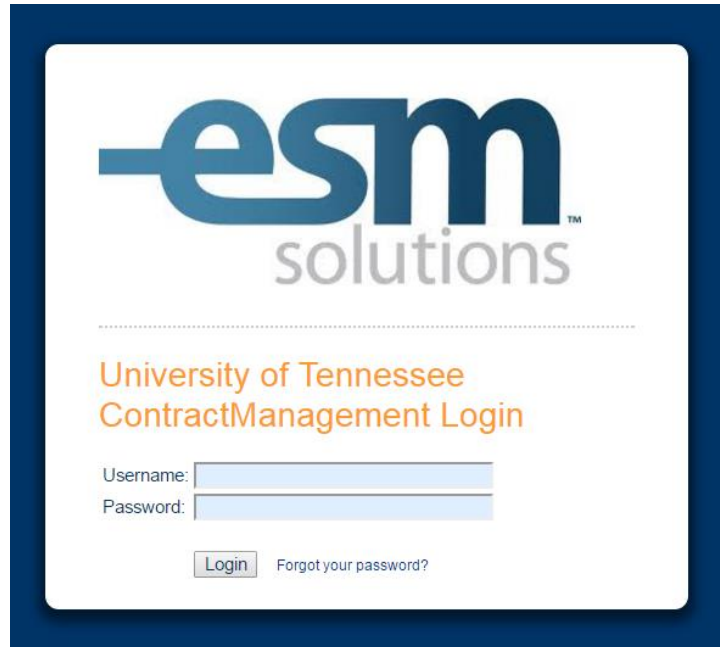 esm
TM
solutions
University of Tennessee
ContractManagement Login
Username:
Password:
Login Forgot your password?